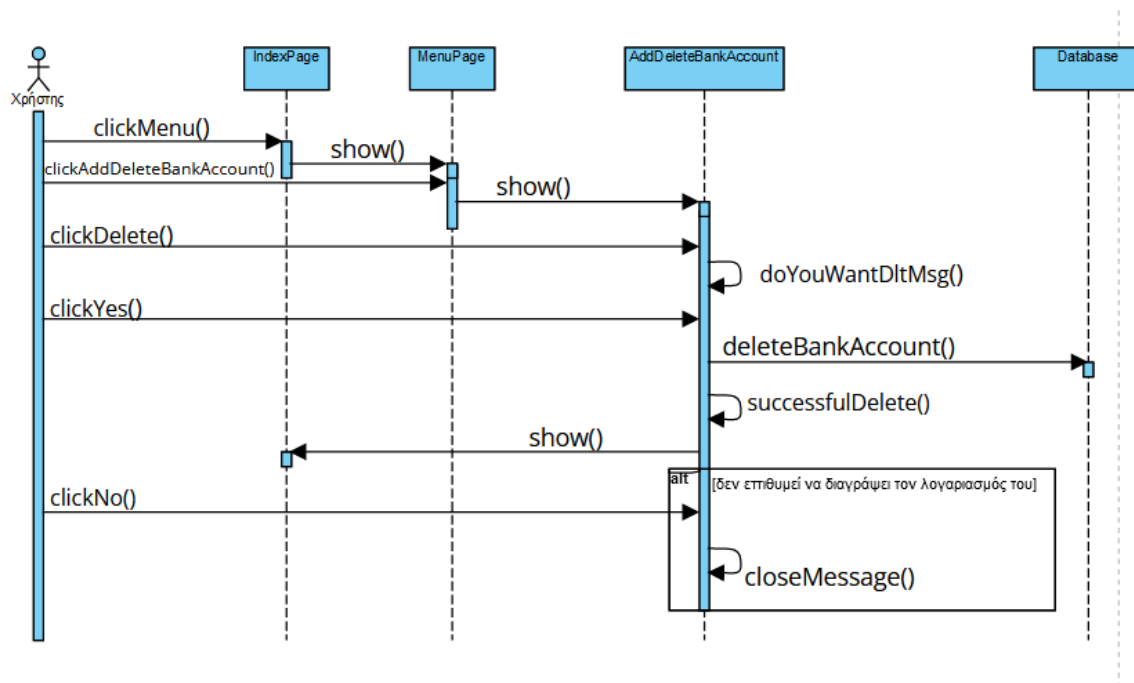 IndexPage
MenuPage
AddDeleteBankAccount
Database
Χρήστης
clickMenu()
show()
clickAddDeleteBankAccount()
show()
clickDelete()
doYouWantDltMsg()
clickYes()
deleteBankAccount()
successfulDelete()
show()
alt
[δεν επιθυμεί να διαγράψει τον λογαριασμός του]
clickNo()
closeMessage()